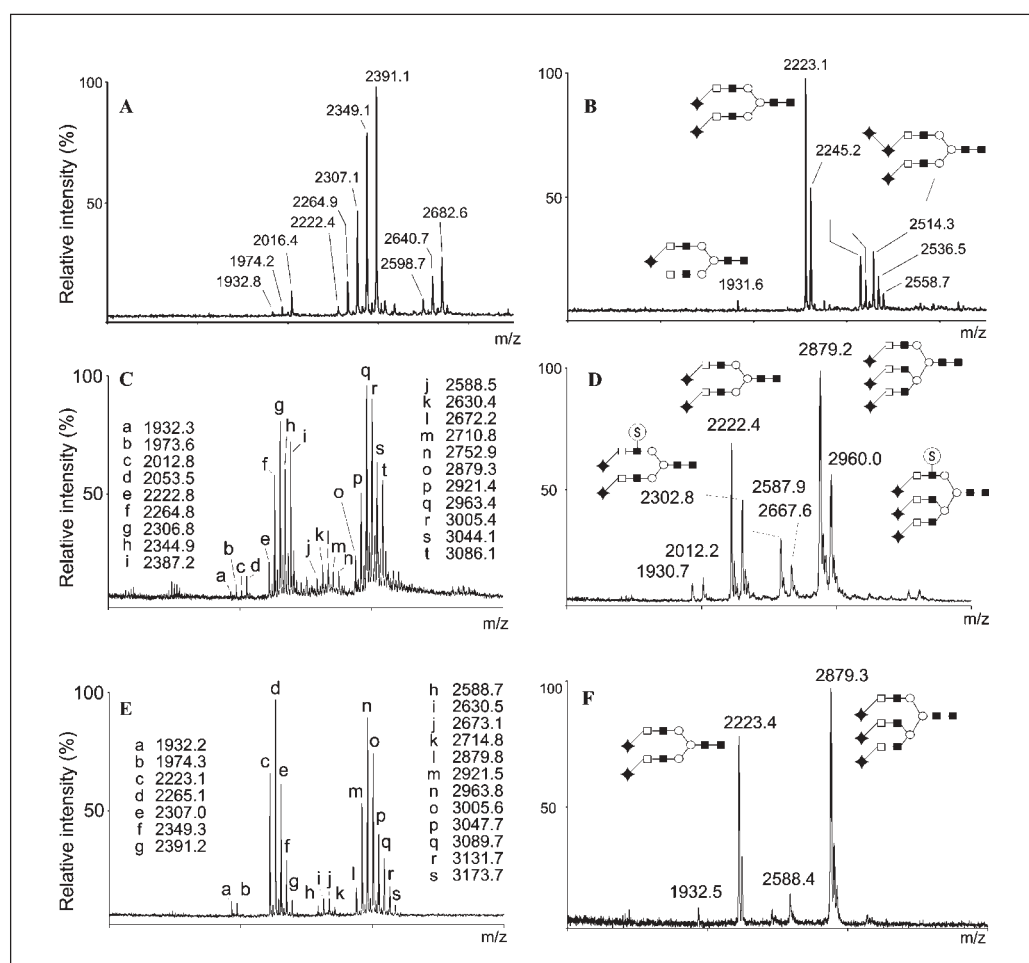 A
Relative intensity (%)
100
50
2391.1
2349.1
2307.1
2264.9
2222.4
2016.4
1974.2
1932.8
2682.6
2640.7
2598.7
m/z
B
100
50
2223.1
2245.2
2514.3
2536.5
2558.7
1931.6
m/z
C
Relative intensity (%)
100
50
a 1932.3
b 1973.6
c 2012.8
d 2053.5
e 2222.8
f 2264.8
g 2306.8
h 2344.9
i 2387.2
j 2588.5
k 2630.4
l 2672.2
m 2710.8
n 2752.9
o 2879.3
p 2921.4
q 2963.4
r 3005.4
s 3044.1
t 3086.1
a
b
c
d
e
f
g
h
i
j
k
l
m
n
o
p
q
r
s
t
m/z
D
100
50
2879.2
2222.4
2960.0
S
S
2302.8
2587.9
2667.6
2012.2
1930.7
m/z
E
Relative intensity (%)
100
50
a 1932.2
b 1974.3
c 2223.1
d 2265.1
e 2307.0
f 2349.3
g 2391.2
h 2588.7
i 2630.5
j 2673.1
k 2714.8
l 2879.8
m 2921.5
n 2963.8
o 3005.6
p 3047.7
q 3089.7
r 3131.7
s 3173.7
a b
c
d
e
f
g
h
i
j
k
l
m
n
o
p
q
r
s
m/z
F
100
50
2879.3
2223.4
1932.5
2588.4
m/z